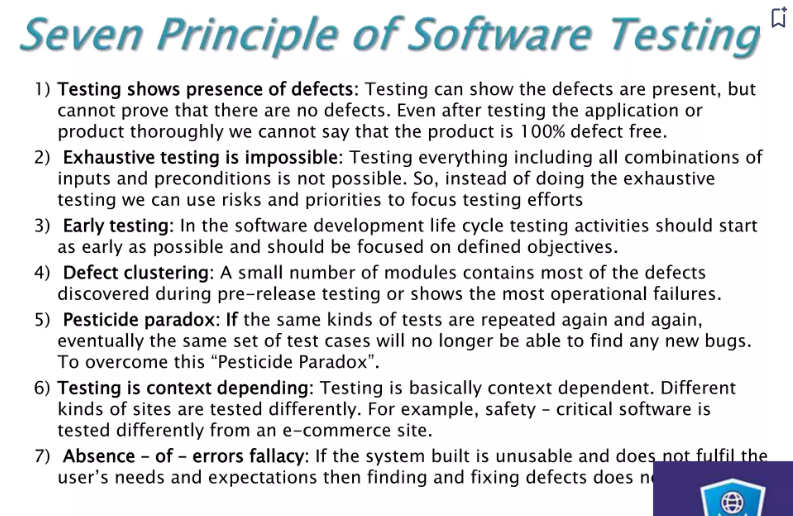 Seven Principle of Software Testing
1) Testing shows presence of defects: Testing can show the defects are present, but
cannot prove that there are no defects. Even after testing the application or
product thoroughly we cannot say that the product is 100% defect free.
2) Exhaustive testing is impossible: Testing everything including all combinations of
inputs and preconditions is not possible. So, instead of doing the exhaustive
testing we can use risks and priorities to focus testing efforts
3) Early testing: In the software development life cycle testing activities should start
as early as possible and should be focused on defined objectives.
4) Defect clustering: A small number of modules contains most of the defects
discovered during pre-release testing or shows the most operational failures.
5) Pesticide paradox: If the same kinds of tests are repeated again and again,
eventually the same set of test cases will no longer be able to find any new bugs.
To overcome this “Pesticide Paradox”.
6) Testing is context depending: Testing is basically context dependent. Different
kinds of sites are tested differently. For example, safety – critical software is
tested differently from an e-commerce site.
7) Absence – of – errors fallacy: If the system built is unusable and does not fulfil the
user’s needs and expectations then finding and fixing defects does